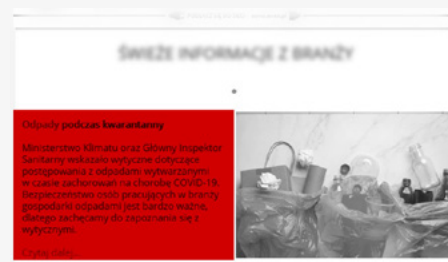 ŚWIEŻE INFORMACJE Z BRANŻY
Odpady podczas kwarantanny
Ministerstwo Klimatu oraz Główny Inspektor
Sanitarny wskazało wytyczne dotyczące
postępowania z odpadami wytwarzanymi
w czasie zachorowań na chorobę COVID-19.
Bezpieczeństwo osób pracujących w branży
gospodarki odpadami jest bardzo ważne,
dlatego zachęcamy do zapoznania się z
wytycznymi.
Czytaj dalej...